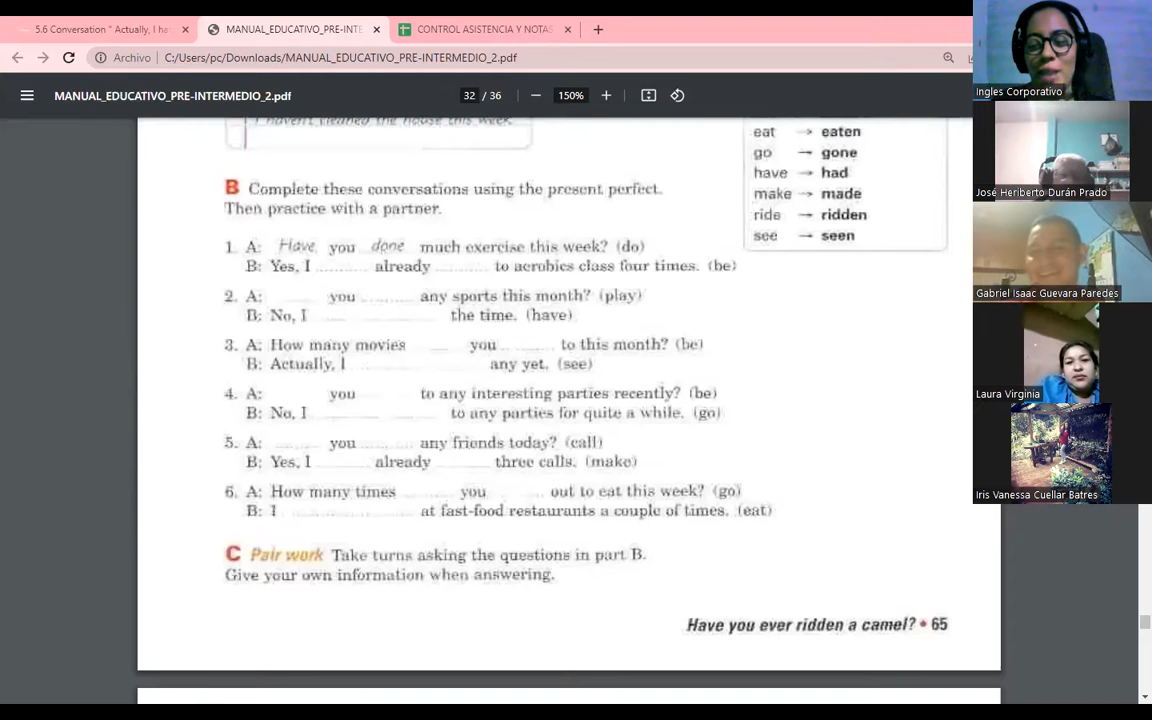 5.6 Conversation " Actually, I ha
MANUAL_EDUCATIVO_PRE-INTE
CONTROL ASISTENCIA Y NOTAS
Archivo
C:/Users/pc/Downloads/MANUAL_EDUCATIVO_PRE-INTERMEDIO_2.pdf
MANUAL_EDUCATIVO_PRE-INTERMEDIO_2.pdf
32 / 36
150%
I haven't cleaned the house this week.
eat → eaten
go → gone
have → had
make → made
ride → ridden
see → seen
B Complete these conversations using the present perfect.
Then practice with a partner.
1. A: Have you done much exercise this week? (do)
B: Yes, I ......... already ......... to aerobics class four times. (be)
2. A: you ......... any sports this month? (play)
B: No, I the time. (have)
3. A: How many movies you to this month? (be)
B: Actually, I any yet. (see)
4. A: you to any interesting parties recently? (be)
B: No, I to any parties for quite a while. (go)
5. A: you any friends today? (call)
B: Yes, I already three calls. (make)
6. A: How many times you out to eat this week? (go)
B: I at fast-food restaurants a couple of times. (eat)
C Pair work Take turns asking the questions in part B.
Give your own information when answering.
Have you ever ridden a camel? • 65
Ingles Corporativo
José Heriberto Durán Prado
Gabriel Isaac Guevara Paredes
Laura Virginia
Iris Vanessa Cuellar Batres